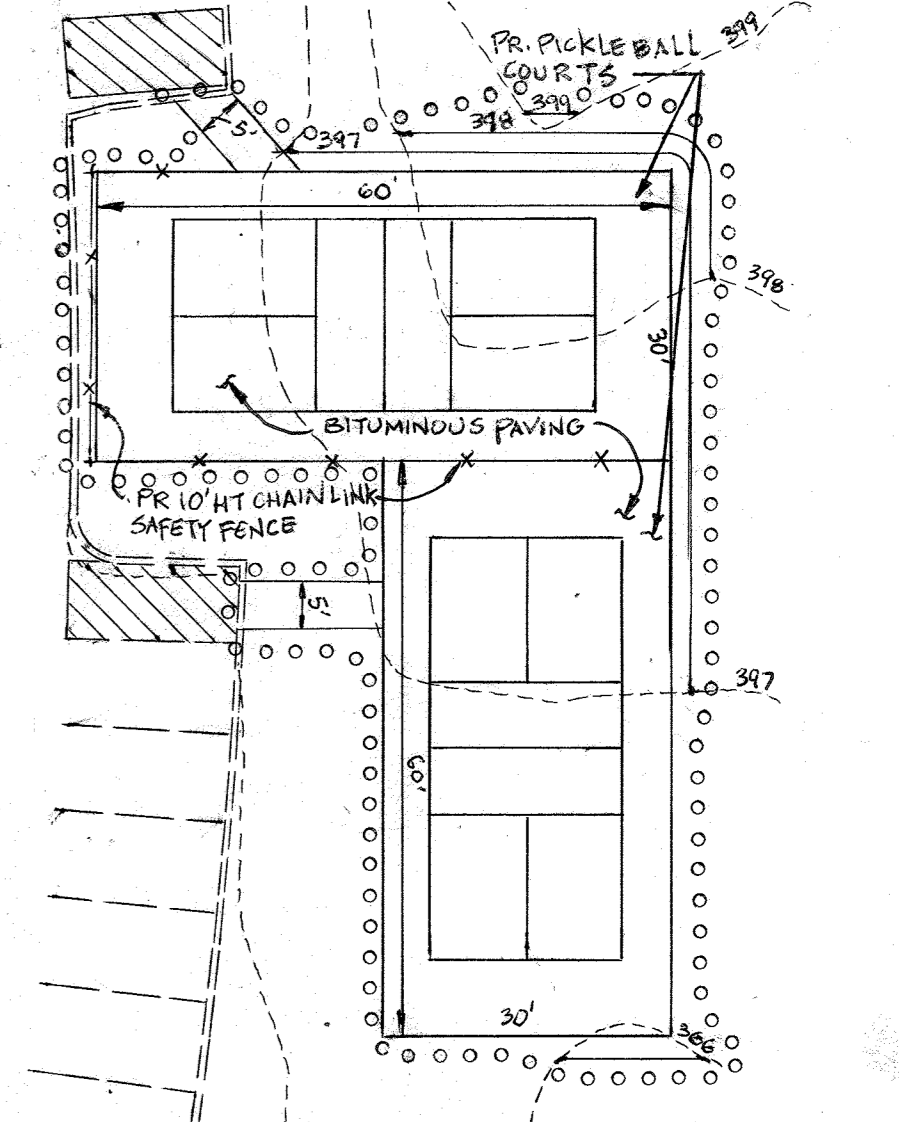 399
PR. PICKLEBALL
COURTS
399
398
5'
397
60'
398
30'
BITUMINOUS PAVING
PR 10' HT CHAIN LINK
SAFETY FENCE
5'
397
60'
30'
366